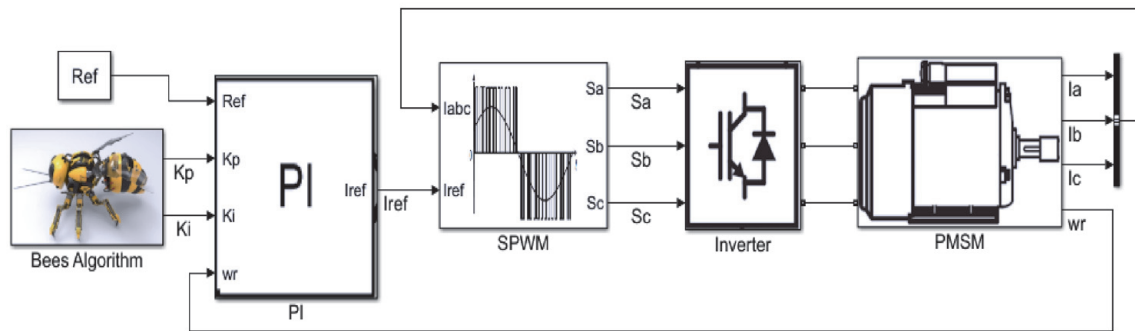 Ref
Bees Algorithm
Kp
Ki
Ref
Kp
Ki
wr
PI
Iref
PI
Iref
Iabc
Iref
Sa
Sb
Sc
SPWM
Sa
Sb
Sc
Inverter
PMSM
Ia
Ib
Ic
wr